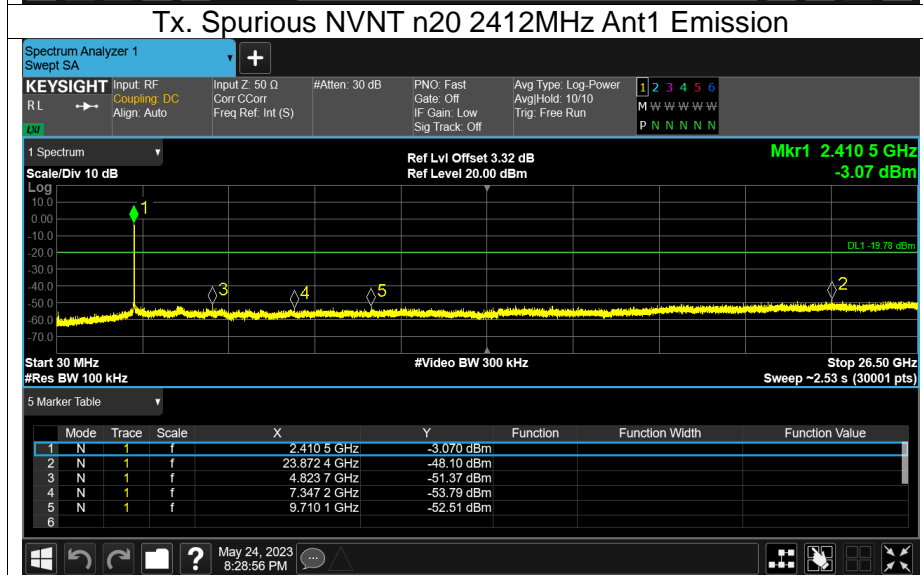 Tx. Spurious NVNT n20 2412MHz Ant1 Emission
Spectrum Analyzer 1
Swept SA
+
KEYSIGHT Input: RF Input Z: 50 Ω #Atten: 30 dB PNO: Fast Avg Type: Log-Power 1 2 3 4 5 6
R L Coupling: DC Corr CCorr Gate: Off Avg|Hold: 10/10 M W W W W W
Align: Auto Freq Ref: Int (S) IF Gain: Low Trig: Free Run
LXI Sig Track: Off P N N N N N
1 Spectrum Ref Lvl Offset 3.32 dB Mkr1 2.410 5 GHz
Scale/Div 10 dB Ref Level 20.00 dBm -3.07 dBm
Log
10.0
1
0.00
-10.0
DL1 -19.78 dBm
-20.0
-30.0
-40.0
3 4 5 2
-50.0
-60.0
-70.0
Start 30 MHz #Video BW 300 kHz Stop 26.50 GHz
#Res BW 100 kHz Sweep ~2.53 s (30001 pts)
5 Marker Table
Mode Trace Scale X Y Function Function Width Function Value
1 N 1 f 2.410 5 GHz -3.070 dBm
2 N 1 f 23.872 4 GHz -48.10 dBm
3 N 1 f 4.823 7 GHz -51.37 dBm
4 N 1 f 7.347 2 GHz -53.79 dBm
5 N 1 f 9.710 1 GHz -52.51 dBm
6
? May 24, 2023
8:28:56 PM